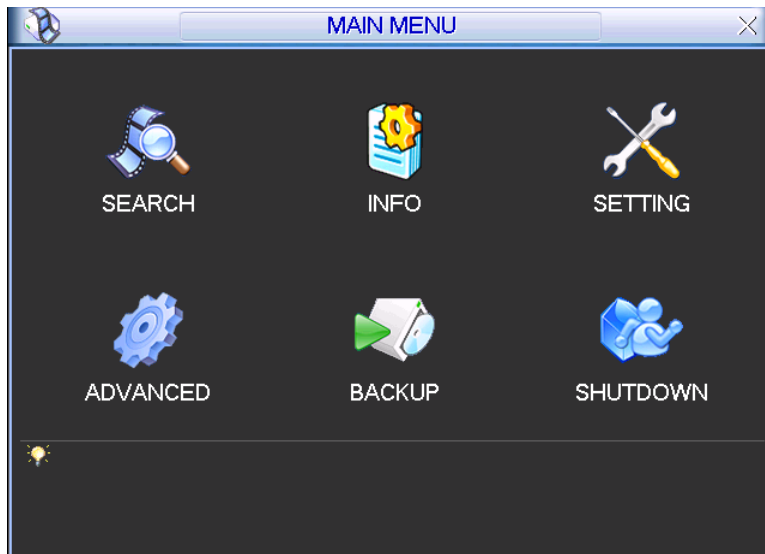 MAIN MENU
SEARCH
INFO
SETTING
ADVANCED
BACKUP
SHUTDOWN